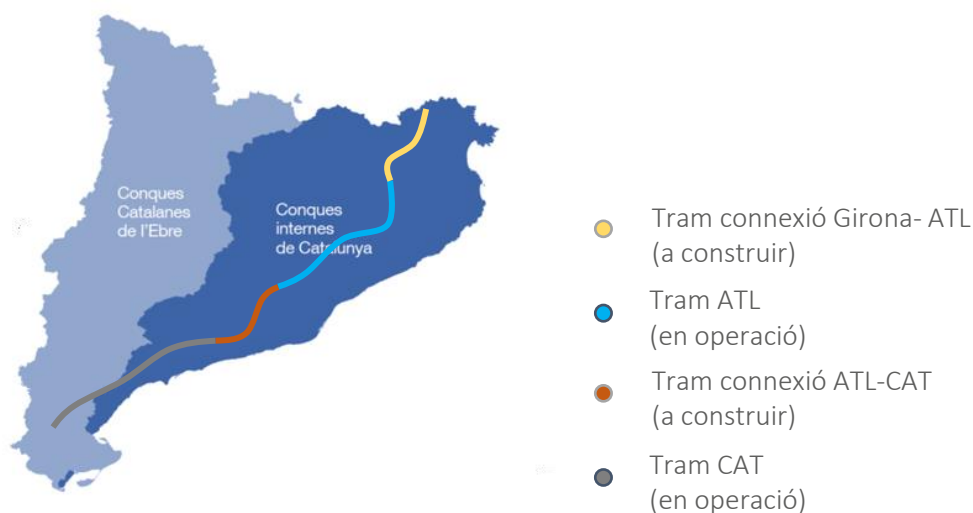 Conques
Catalanes
de l'Ebre
Conques
internes
de Catalunya
Tram connexió Girona- ATL
(a construir)
Tram ATL
(en operació)
Tram connexió ATL-CAT
(a construir)
Tram CAT
(en operació)